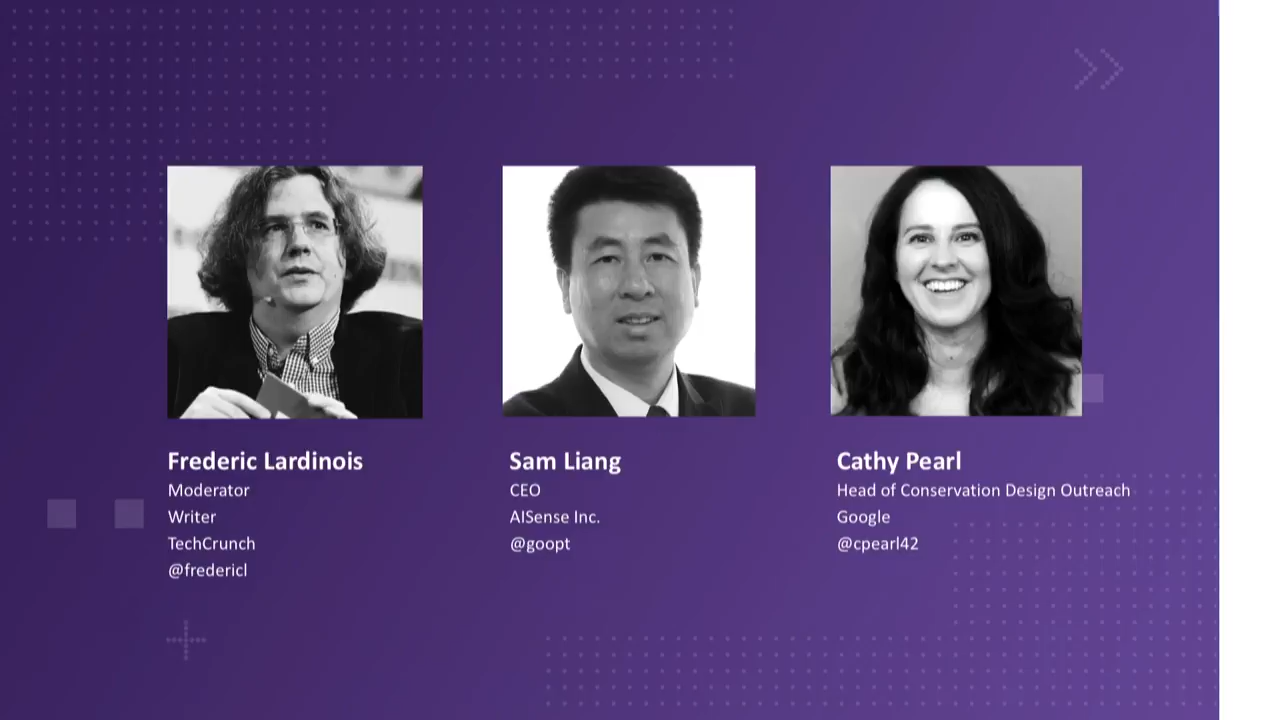 Frederic Lardinois
Moderator
Writer
TechCrunch
@fredericl
Sam Liang
CEO
AISense Inc.
@goopt
Cathy Pearl
Head of Conservation Design Outreach
Google
@cpearl42